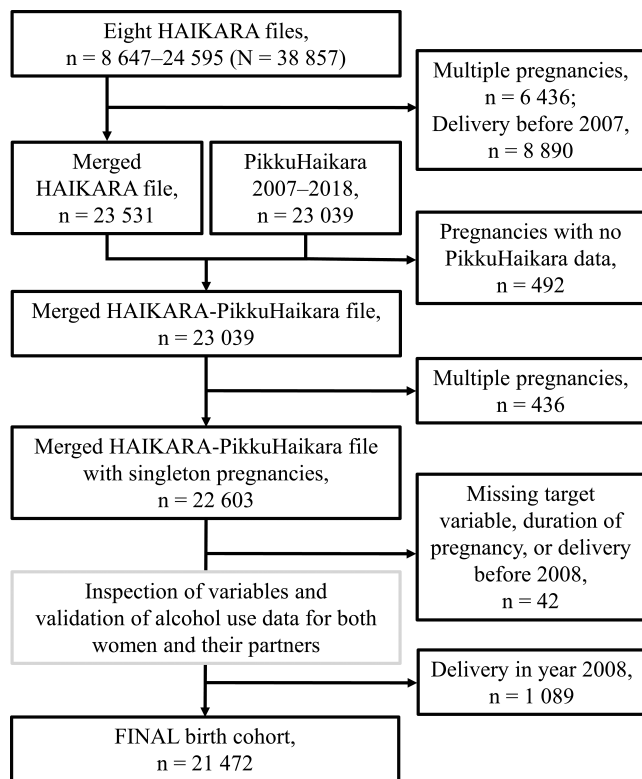 Eight HAIKARA files,
n = 8 647–24 595 (N = 38 857)
Multiple pregnancies,
n = 6 436;
Delivery before 2007,
n = 8 890
Merged
HAIKARA file,
n = 23 531
PikkuHaikara
2007–2018,
n = 23 039
Pregnancies with no
PikkuHaikara data,
n = 492
Merged HAIKARA-PikkuHaikara file,
n = 23 039
Multiple pregnancies,
n = 436
Merged HAIKARA-PikkuHaikara file
with singleton pregnancies,
n = 22 603
Missing target
variable, duration of
pregnancy, or delivery
before 2008,
n = 42
Inspection of variables and
validation of alcohol use data for both
women and their partners
Delivery in year 2008,
n = 1 089
FINAL birth cohort,
n = 21 472